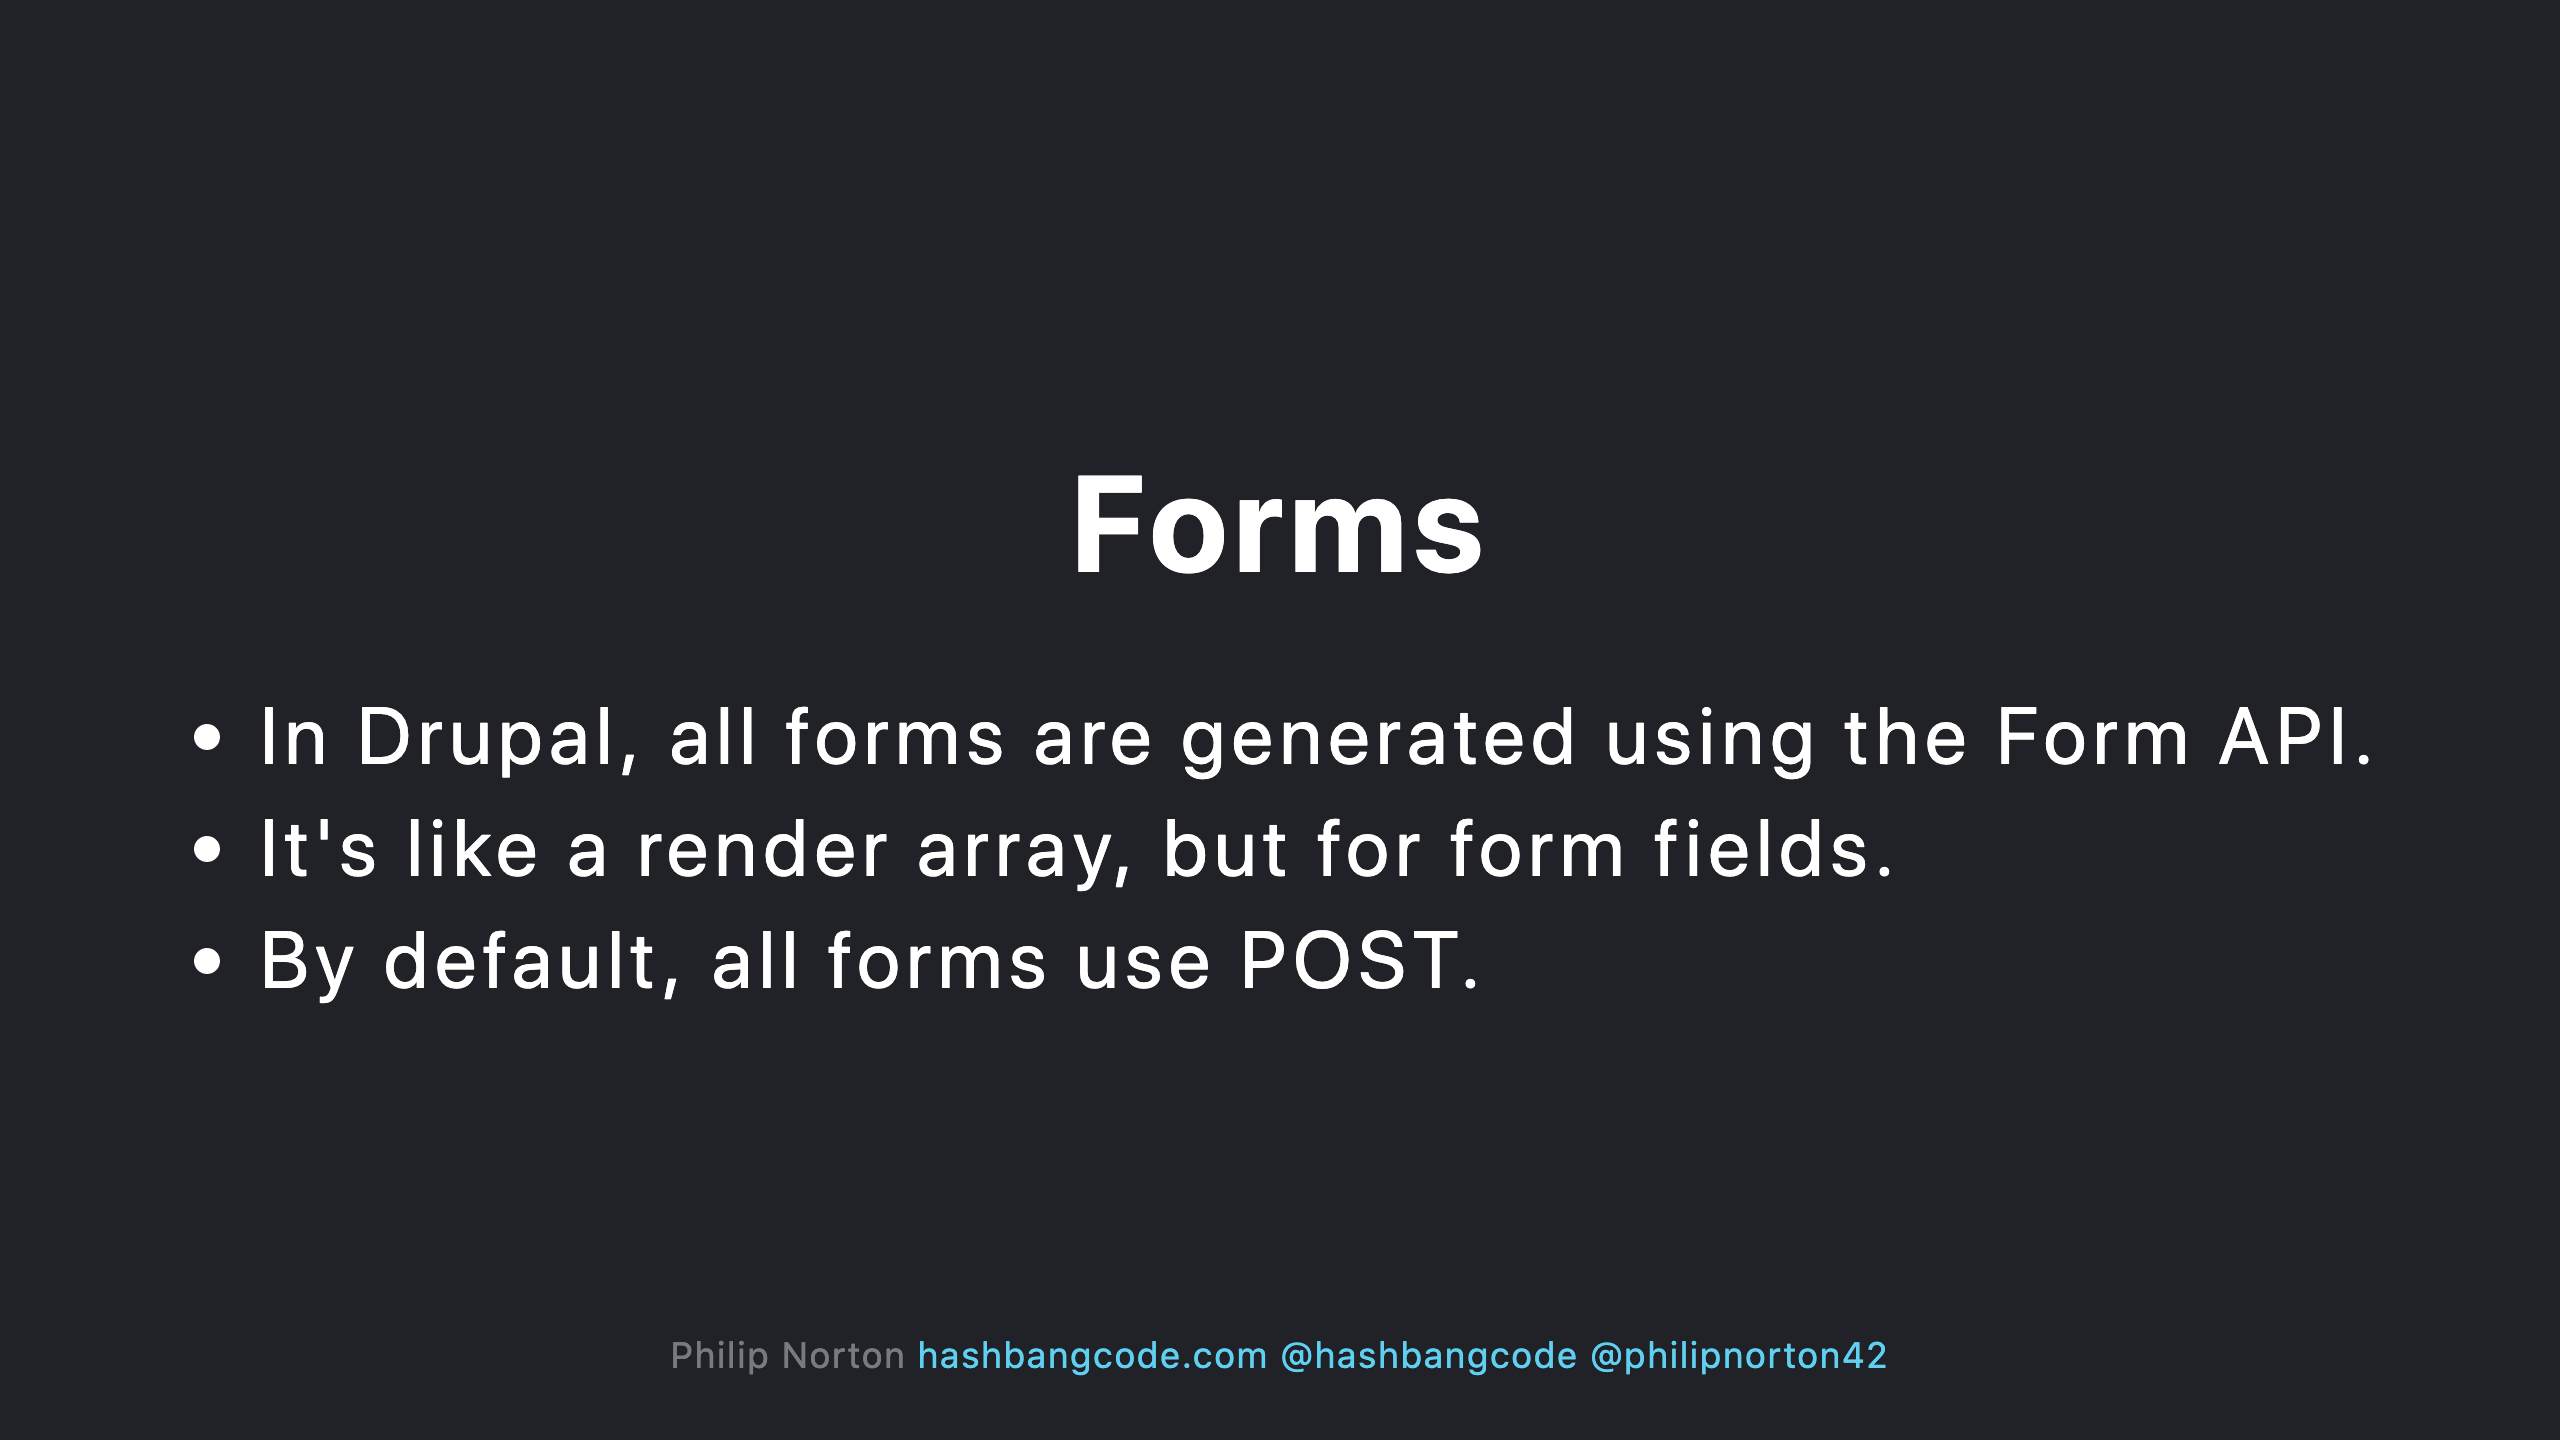 Forms
• In Drupal, all forms are generated using the Form API.
• It's like a render array, but for form fields.
• By default, all forms use POST.
Philip Norton hashbangcode.com @hashbangcode @philipnorton42